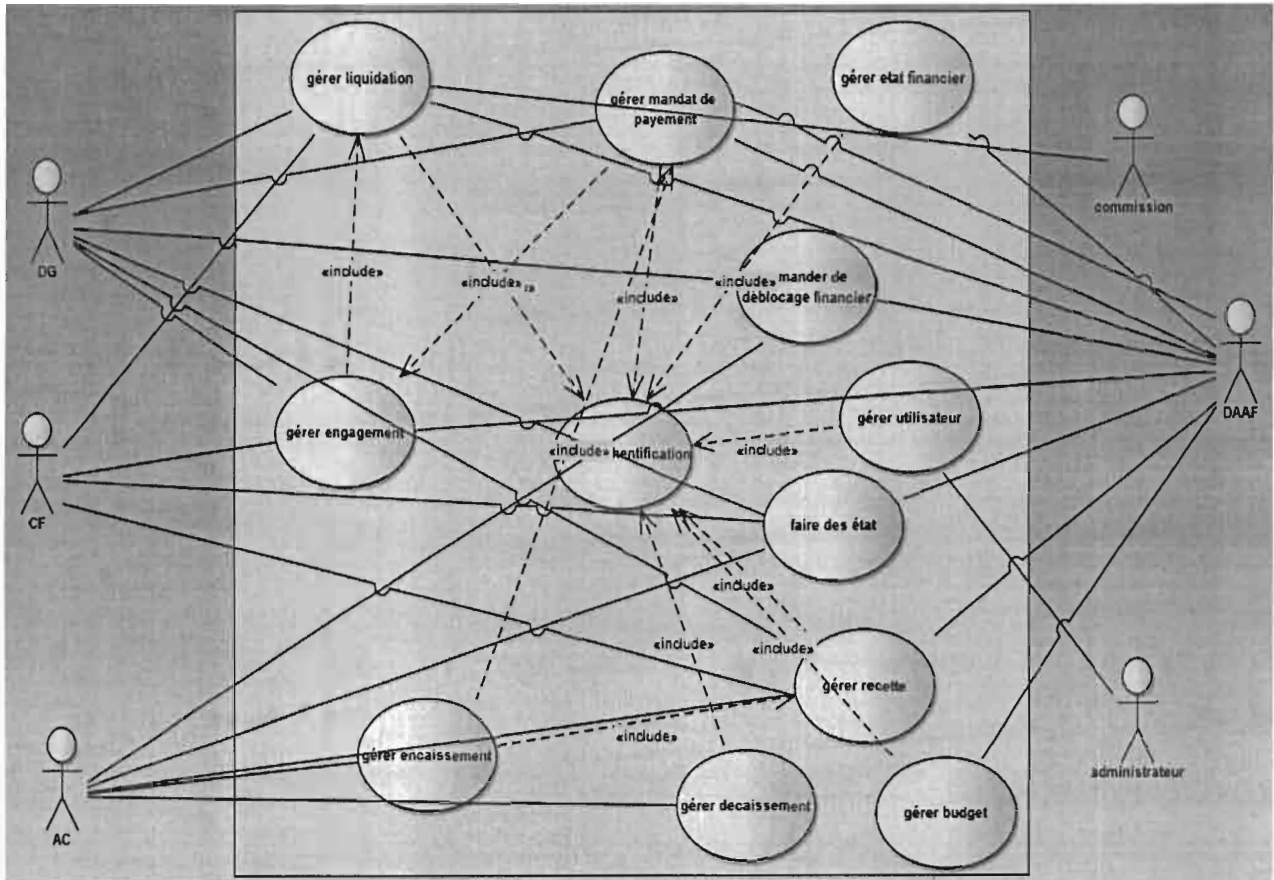 gérer liquidation
gérer mandat de
payement
gérer etat financier
commission
DG
«include»
«include»
«include»
«include»
mander de
déblocage financier
DAAF
gérer engagement
«include»
hentification
«include»
gérer utilisateur
CF
faire des état
«include»
«include»
«include»
gérer recette
«include»
gérer encaissement
administrateur
gérer decaissement
gérer budget
AC